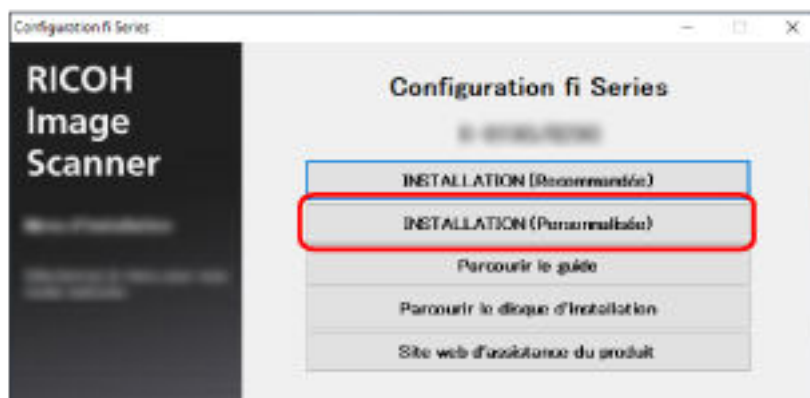 Configuration fi Series
RICOH
Image
Scanner
Configuration fi Series
INSTALLATION (Recommandée)
INSTALLATION (Personnalisée)
Parcourir le guide
Parcourir le disque d'installation
Site web d'assistance du produit